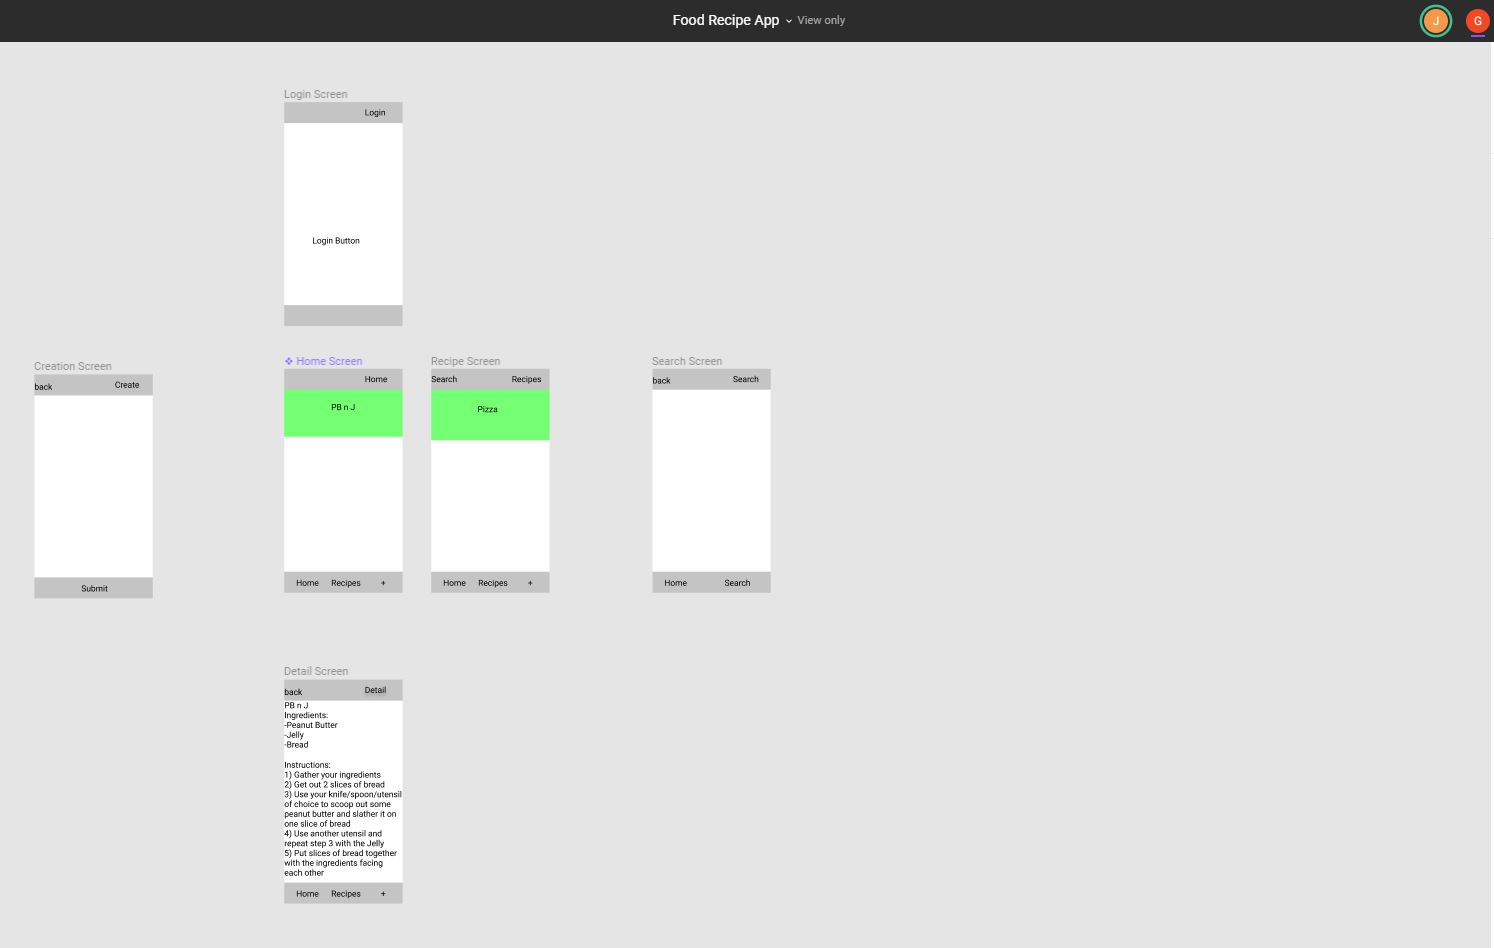 Food Recipe App View only
J
G
Login Screen
Login
Login Button
Creation Screen
back
Create
Submit
Home Screen
Home
PB n J
Home Recipes +
Recipe Screen
Search
Recipes
Pizza
Home Recipes +
Search Screen
back
Search
Home
Search
Detail Screen
back
Detail
PB n J
Ingredients:
-Peanut Butter
-Jelly
-Bread
Instructions:
1) Gather your ingredients
2) Get out 2 slices of bread
3) Use your knife/spoon/utensil
of choice to scoop out some
peanut butter and slather it on
one slice of bread
4) Use another utensil and
repeat step 3 with the Jelly
5) Put slices of bread together
with the ingredients facing
each other
Home Recipes +